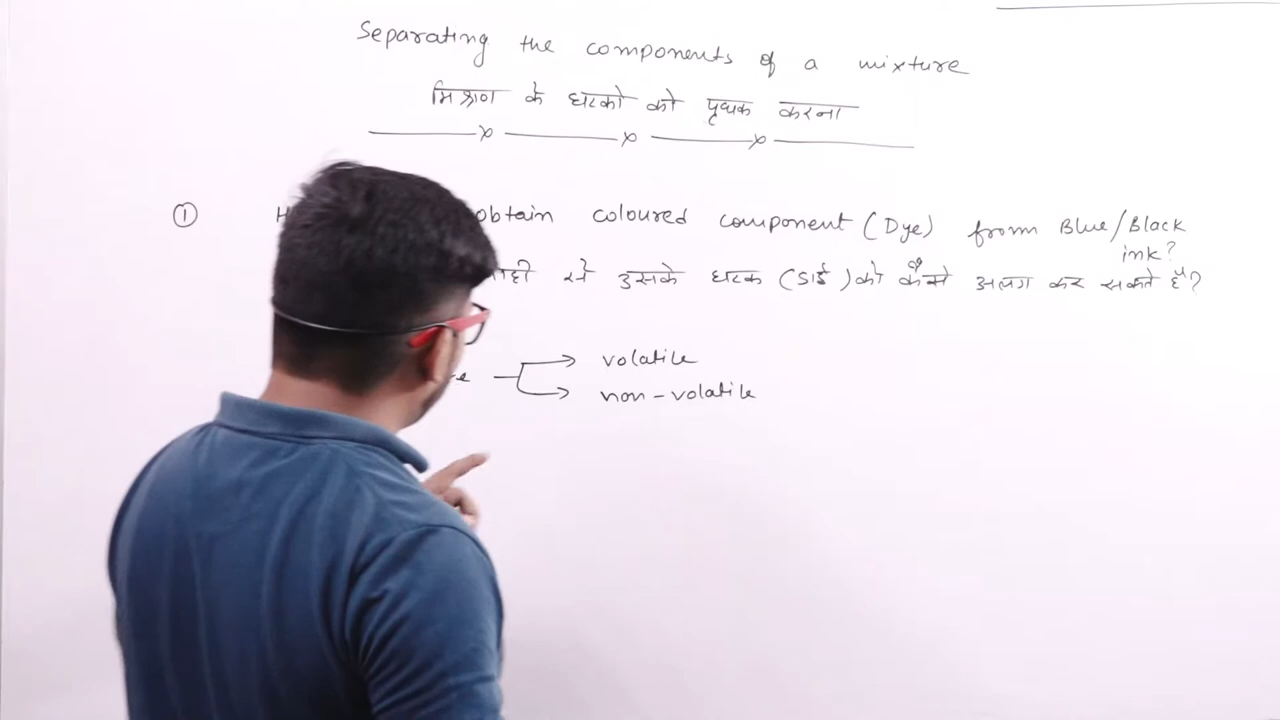 Separating the components of a mixture
मिश्रण के घटको को पृथक करना
① obtain coloured component (Dye) from Blue/Black
ink?
से उसके घटक (डाई) को कैसे अलग कर सकते हैं?
volatile
non-volatile